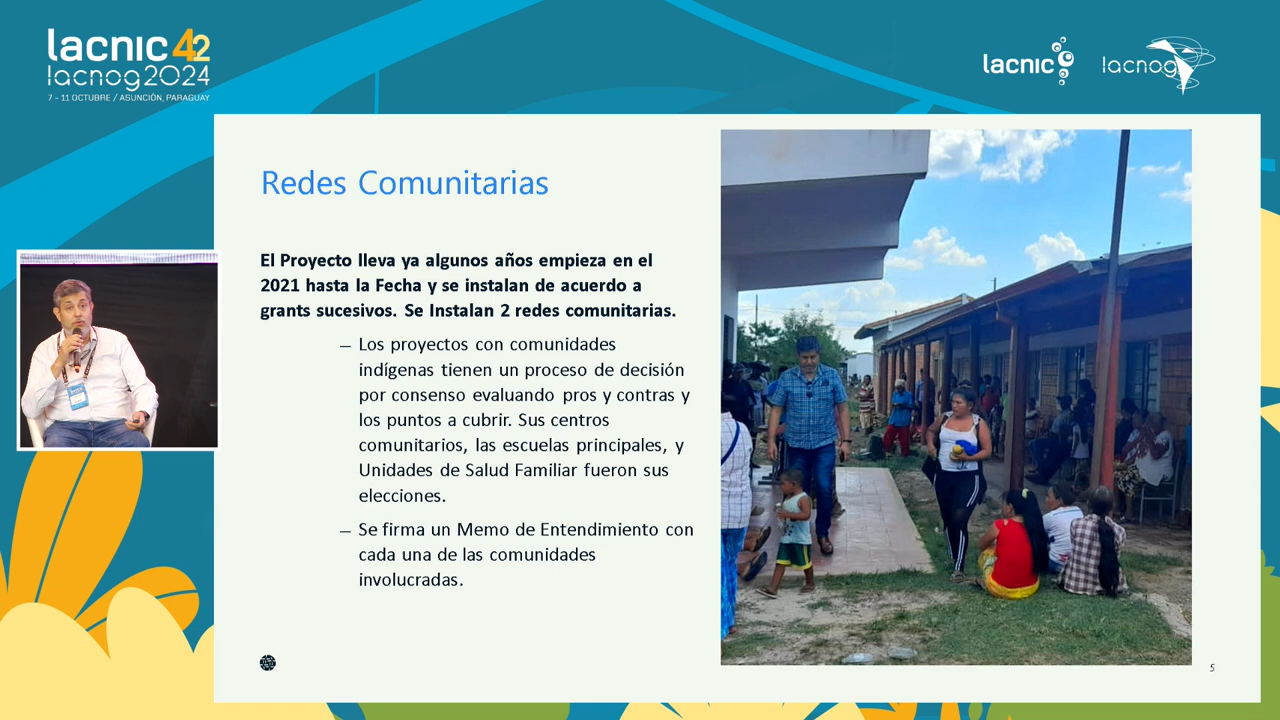 lacnic 42
lacnog2024
7 - 11 OCTUBRE / ASUNCIÓN, PARAGUAY
lacnic
lacnog
Redes Comunitarias
El Proyecto lleva ya algunos años empieza en el
2021 hasta la Fecha y se instalan de acuerdo a
grants sucesivos. Se Instalan 2 redes comunitarias.
– Los proyectos con comunidades
indígenas tienen un proceso de decisión
por consenso evaluando pros y contras y
los puntos a cubrir. Sus centros
comunitarios, las escuelas principales, y
Unidades de Salud Familiar fueron sus
elecciones.
– Se firma un Memo de Entendimiento con
cada una de las comunidades
involucradas.
5